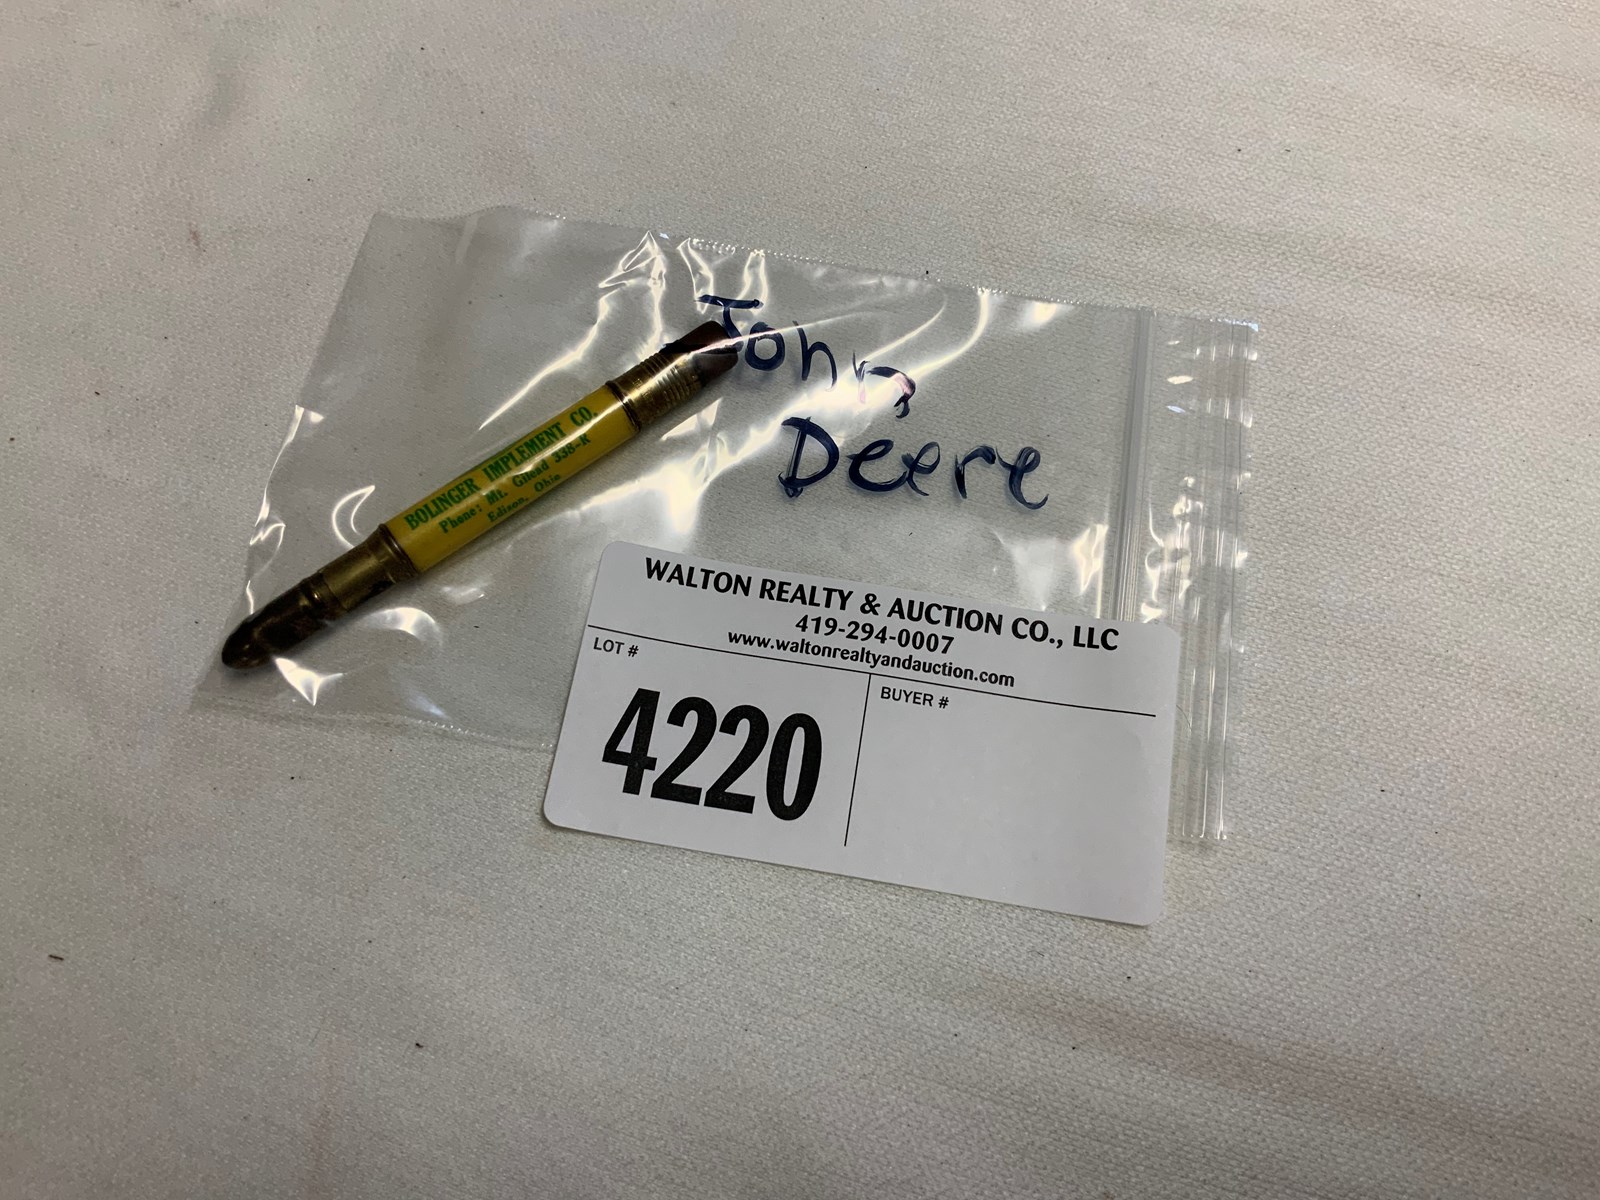 John
Deere
BOLINGER IMPLEMENT CO.
Phone: Mt. Gilead 338-R
Edison, Ohio
WALTON REALTY & AUCTION CO., LLC
419-294-0007
www.waltonrealtyandauction.com
LOT #
4220
BUYER #